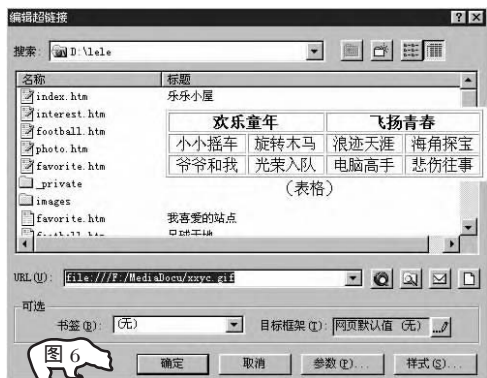 编辑超链接
搜索: D:\lele
名称 标题
index.htm 乐乐小屋
interest.htm
football.htm
photo.htm
favorite.htm
_private
images
favorite.htm 我喜爱的站点
欢乐童年 飞扬青春
小小摇车 旋转木马 浪迹天涯 海角探宝
爷爷和我 光荣入队 电脑高手 悲伤往事
(表格)
URL(U): file:///F:/MediaDocu/xxyc.gif
可选
书签(B): (无) 目标框架(T): 网页默认值 (无)
图 6
确定 取消 参数(P)... 样式(S)...